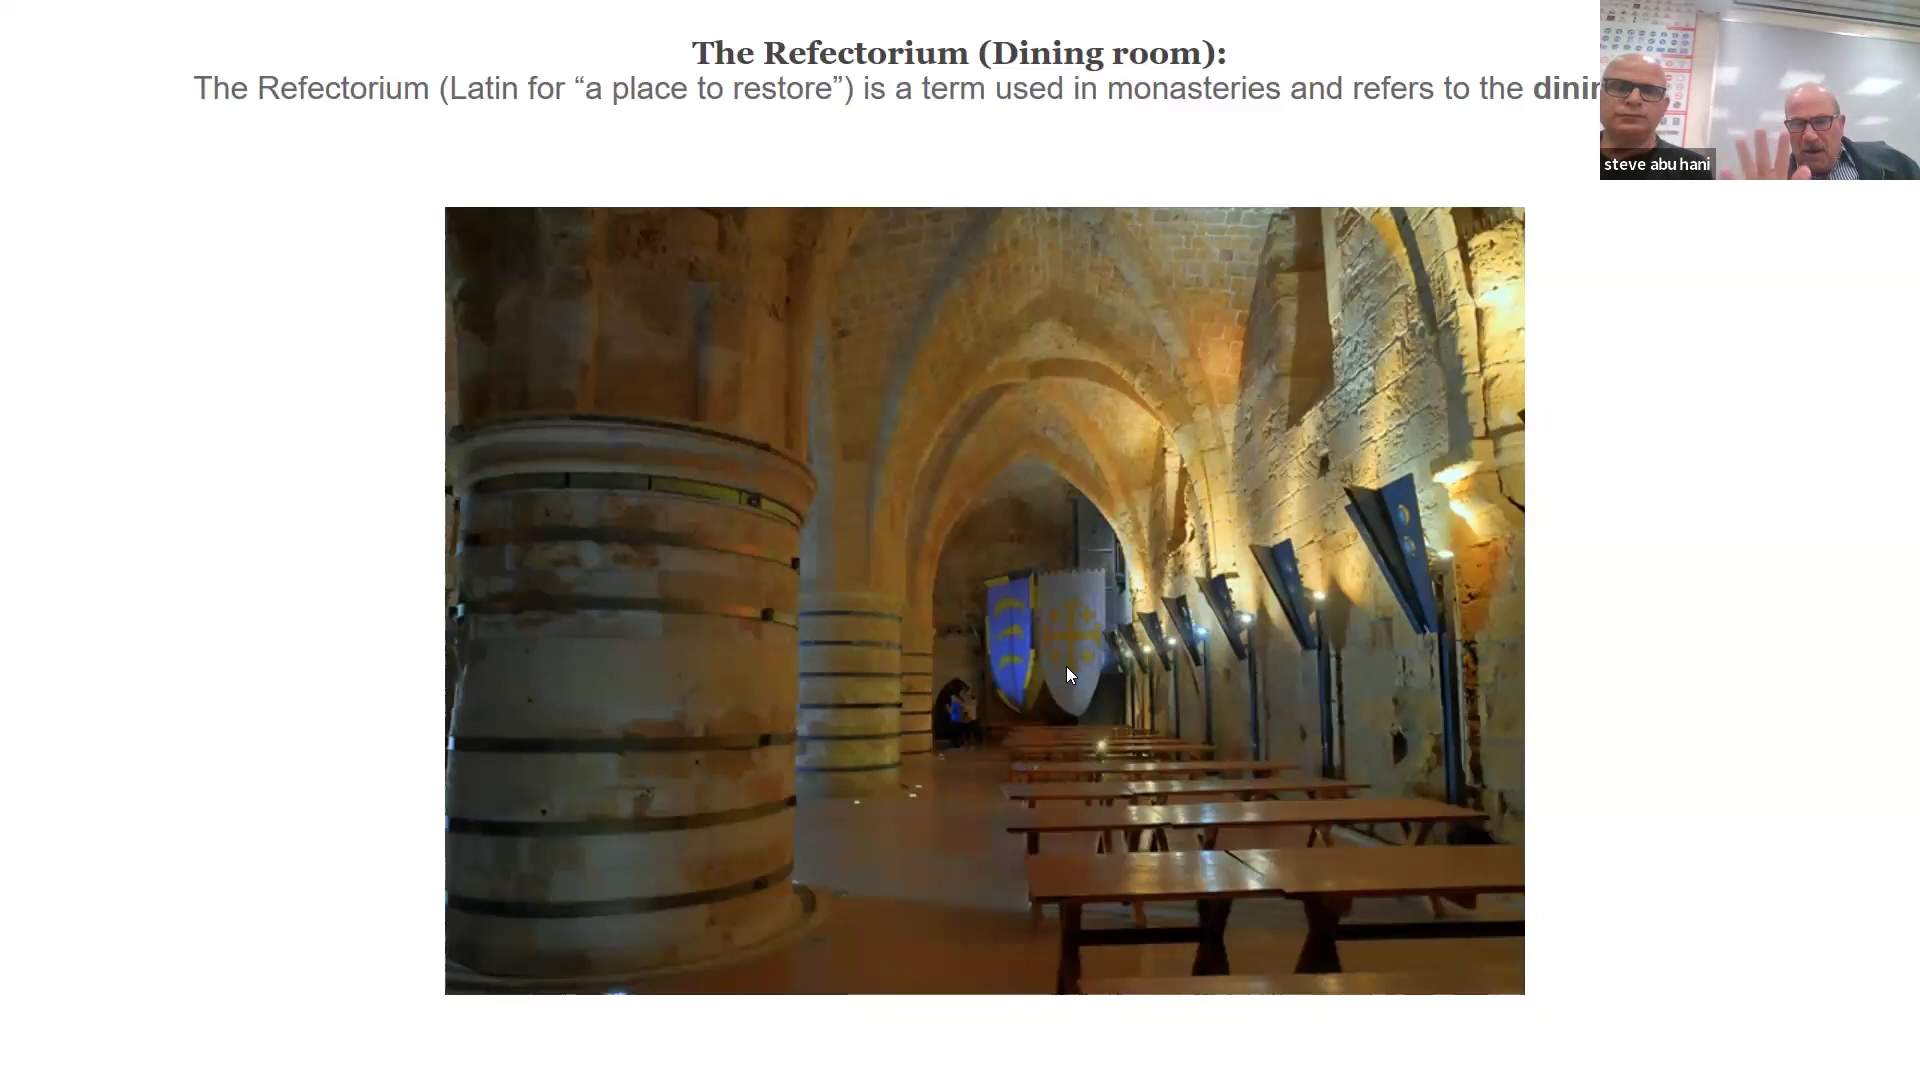 The Refectorium (Dining room):
The Refectorium (Latin for “a place to restore”) is a term used in monasteries and refers to the
steve abu hani